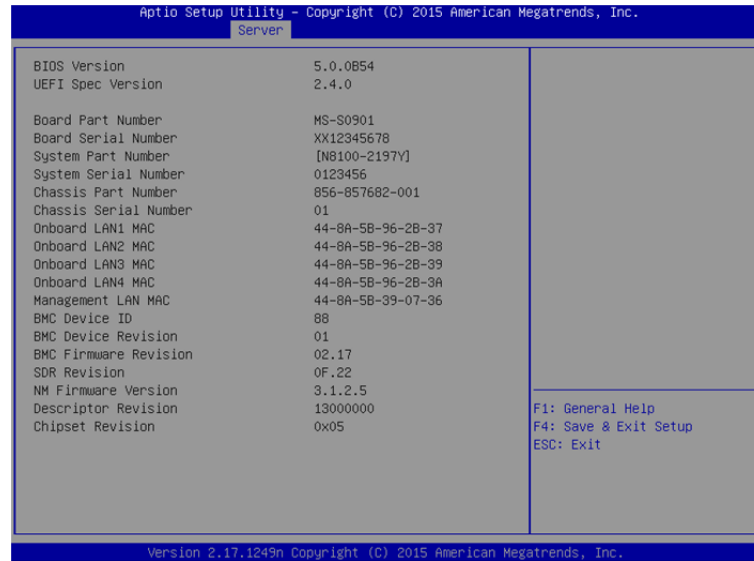 Aptio Setup Utility – Copyright (C) 2015 American Megatrends, Inc.
Server
BIOS Version 5.0.0B54
UEFI Spec Version 2.4.0
Board Part Number MS-S0901
Board Serial Number XX12345678
System Part Number [N8100-2197Y]
System Serial Number 0123456
Chassis Part Number 856-857682-001
Chassis Serial Number 01
Onboard LAN1 MAC 44-8A-5B-96-2B-37
Onboard LAN2 MAC 44-8A-5B-96-2B-38
Onboard LAN3 MAC 44-8A-5B-96-2B-39
Onboard LAN4 MAC 44-8A-5B-96-2B-3A
Management LAN MAC 44-8A-5B-39-07-36
BMC Device ID 88
BMC Device Revision 01
BMC Firmware Revision 02.17
SDR Revision 0F.22
NM Firmware Version 3.1.2.5
Descriptor Revision 13000000
Chipset Revision 0x05
F1: General Help
F4: Save & Exit Setup
ESC: Exit
Version 2.17.1249n Copyright (C) 2015 American Megatrends, Inc.